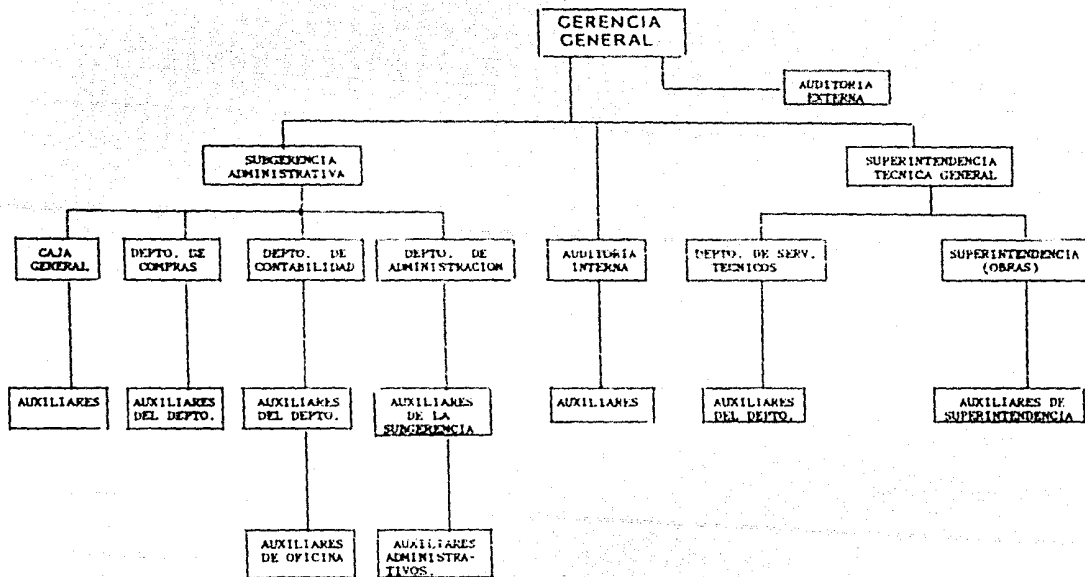 GERENCIA
GENERAL
AUDITORIA
EXTERNA
SUBGERENCIA
ADMINISTRATIVA
SUPERINTENDENCIA
TECNICA GENERAL
CAJA
GENERAL
DEPTO. DE
COMPRAS
DEPTO. DE
CONTABILIDAD
DEPTO. DE
ADMINISTRACION
AUDITORÍA
INTERNA
DEPTO. DE SERV.
TECNICOS
SUPERINTENDENCIA
(OBRAS)
AUXILIARES
AUXILIARES
DEL DEPTO.
AUXILIARES
DEL DEPTO.
AUXILIARES
DE LA
SUBGERENCIA
AUXILIARES
AUXILIARES
DEL DEPTO.
AUXILIARES DE
SUPERINTENDENCIA
AUXILIARES
DE OFICINA
AUXILIARES
ADMINISTRA-
TIVOS.